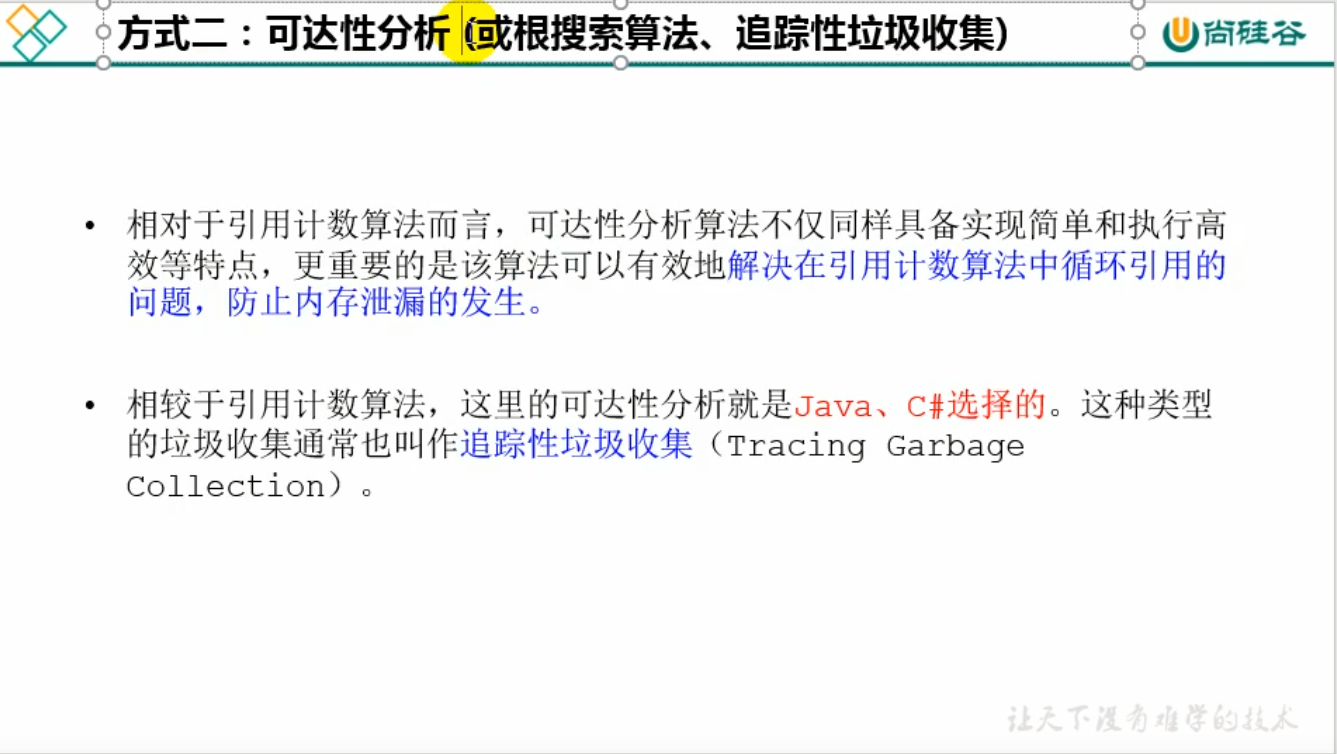 方式二：可达性分析 (或根搜索算法、追踪性垃圾收集)
尚硅谷
• 相对于引用计数算法而言，可达性分析算法不仅同样具备实现简单和执行高
效等特点，更重要的是该算法可以有效地解决在引用计数算法中循环引用的
问题，防止内存泄漏的发生。
• 相较于引用计数算法，这里的可达性分析就是Java、C#选择的。这种类型
的垃圾收集通常也叫作追踪性垃圾收集（Tracing Garbage
Collection）。
让天下没有难学的技术